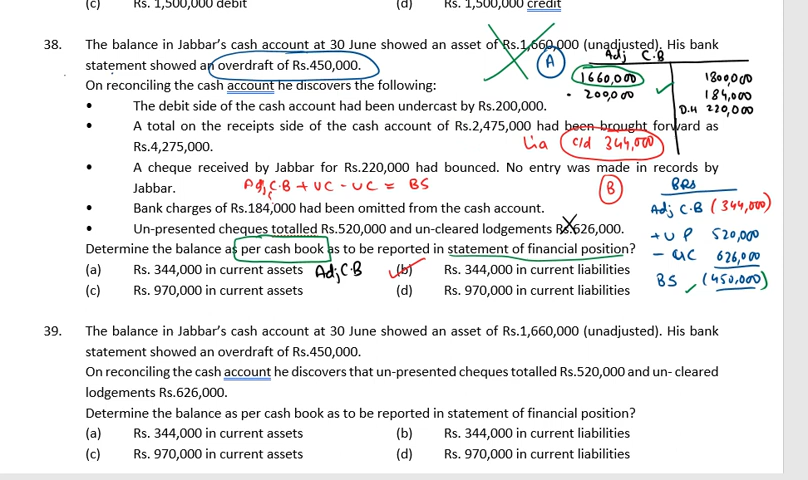 (c) Rs. 1,500,000 debit (d) Rs. 1,500,000 credit
38. The balance in Jabbar's cash account at 30 June showed an asset of Rs.1,660,000 (unadjusted). His bank
Adj C.B
statement showed an overdraft of Rs.450,000.
A
1660,000 1800,000
On reconciling the cash account he discovers the following:
• 200,000 184,000
• The debit side of the cash account had been undercast by Rs.200,000.
D.H 220,000
• A total on the receipts side of the cash account of Rs.2,475,000 had been brought forward as
Rs.4,275,000.
Lia c/d 344,000
• A cheque received by Jabbar for Rs.220,000 had bounced. No entry was made in records by
Jabbar.
Adj C.B + UC - UC = BS
B
BRS
• Bank charges of Rs.184,000 had been omitted from the cash account.
Adj C.B (344,000)
• Un-presented cheques totalled Rs.520,000 and un-cleared lodgements Rs.626,000.
+ U P 520,000
Determine the balance as per cash book as to be reported in statement of financial position?
- UC 626,000
(a) Rs. 344,000 in current assets (b) Rs. 344,000 in current liabilities
Adj C.B
BS (450,000)
(c) Rs. 970,000 in current assets (d) Rs. 970,000 in current liabilities
39. The balance in Jabbar's cash account at 30 June showed an asset of Rs.1,660,000 (unadjusted). His bank
statement showed an overdraft of Rs.450,000.
On reconciling the cash account he discovers that un-presented cheques totalled Rs.520,000 and un- cleared
lodgements Rs.626,000.
Determine the balance as per cash book as to be reported in statement of financial position?
(a) Rs. 344,000 in current assets (b) Rs. 344,000 in current liabilities
(c) Rs. 970,000 in current assets (d) Rs. 970,000 in current liabilities